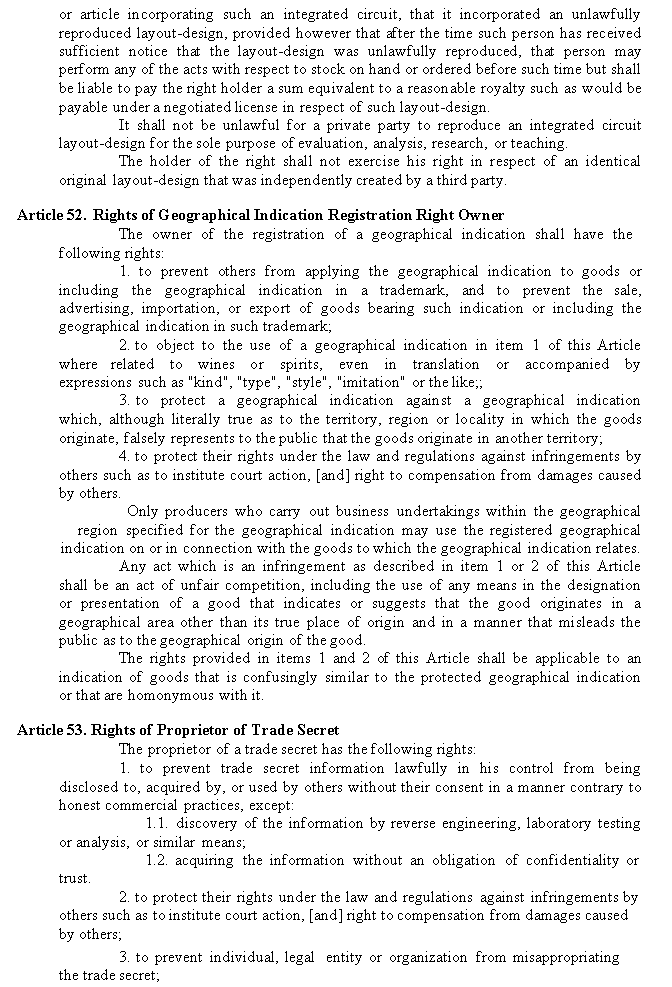 or article incorporating such an integrated circuit, that it incorporated an unlawfully
reproduced layout-design, provided however that after the time such person has received
sufficient notice that the layout-design was unlawfully reproduced, that person may
perform any of the acts with respect to stock on hand or ordered before such time but shall
be liable to pay the right holder a sum equivalent to a reasonable royalty such as would be
payable under a negotiated license in respect of such layout-design.
It shall not be unlawful for a private party to reproduce an integrated circuit
layout-design for the sole purpose of evaluation, analysis, research, or teaching.
The holder of the right shall not exercise his right in respect of an identical
original layout-design that was independently created by a third party.
Article 52. Rights of Geographical Indication Registration Right Owner
The owner of the registration of a geographical indication shall have the
following rights:
1. to prevent others from applying the geographical indication to goods or
including the geographical indication in a trademark, and to prevent the sale,
advertising, importation, or export of goods bearing such indication or including the
geographical indication in such trademark;
2. to object to the use of a geographical indication in item 1 of this Article
where related to wines or spirits, even in translation or accompanied by
expressions such as "kind", "type", "style", "imitation" or the like;;
3. to protect a geographical indication against a geographical indication
which, although literally true as to the territory, region or locality in which the goods
originate, falsely represents to the public that the goods originate in another territory;
4. to protect their rights under the law and regulations against infringements by
others such as to institute court action, [and] right to compensation from damages caused
by others.
Only producers who carry out business undertakings within the geographical
region specified for the geographical indication may use the registered geographical
indication on or in connection with the goods to which the geographical indication relates.
Any act which is an infringement as described in item 1 or 2 of this Article
shall be an act of unfair competition, including the use of any means in the designation
or presentation of a good that indicates or suggests that the good originates in a
geographical area other than its true place of origin and in a manner that misleads the
public as to the geographical origin of the good.
The rights provided in items 1 and 2 of this Article shall be applicable to an
indication of goods that is confusingly similar to the protected geographical indication
or that are homonymous with it.
Article 53. Rights of Proprietor of Trade Secret
The proprietor of a trade secret has the following rights:
1. to prevent trade secret information lawfully in his control from being
disclosed to, acquired by, or used by others without their consent in a manner contrary to
honest commercial practices, except:
1.1. discovery of the information by reverse engineering, laboratory testing
or analysis, or similar means;
1.2. acquiring the information without an obligation of confidentiality or
trust.
2. to protect their rights under the law and regulations against infringements by
others such as to institute court action, [and] right to compensation from damages caused
by others;
3. to prevent individual, legal entity or organization from misappropriating
the trade secret;